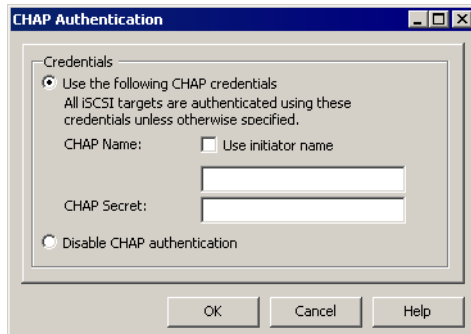 CHAP Authentication
Credentials
Use the following CHAP credentials
All iSCSI targets are authenticated using these
credentials unless otherwise specified.
CHAP Name:
Use initiator name
CHAP Secret:
Disable CHAP authentication
OK
Cancel
Help